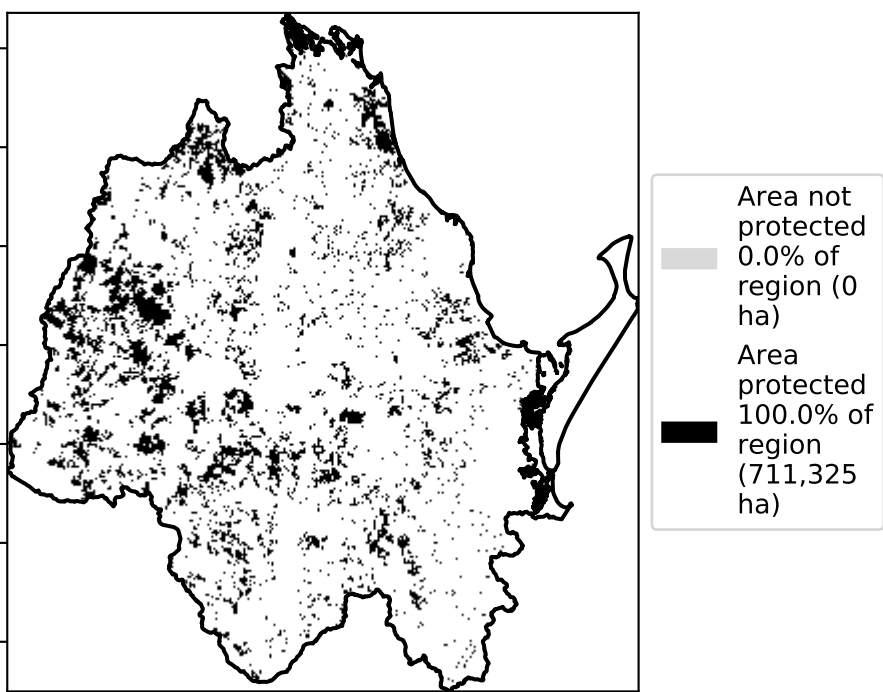 Area not
protected
0.0% of
region (0
ha)
Area
protected
100.0% of
region
(711,325
ha)